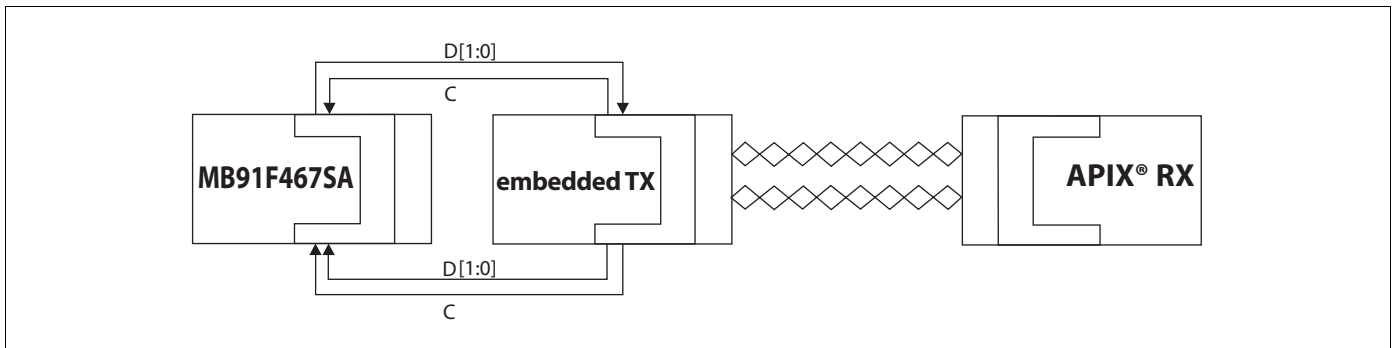 D[1:0]
C
MB91F467SA
embedded TX
APIX® RX
D[1:0]
C